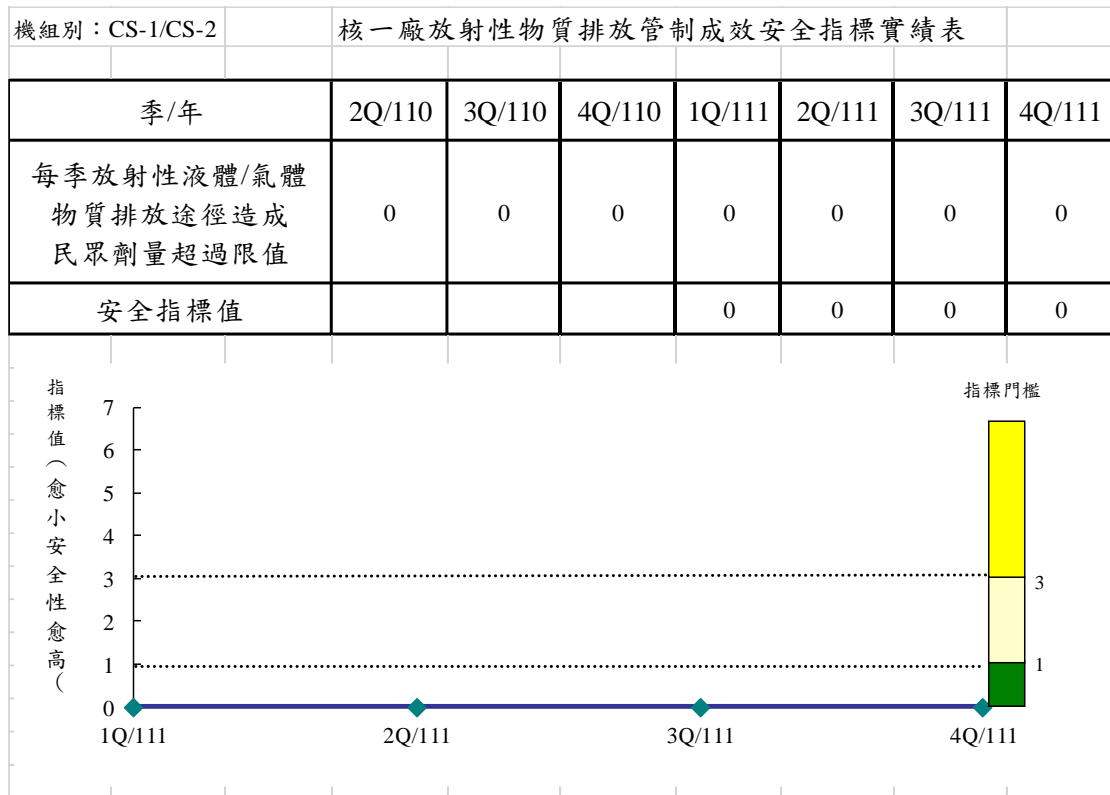 機組別：CS-1/CS-2 核一廠放射性物質排放管制成效安全指標實績表
季/年 2Q/110 3Q/110 4Q/110 1Q/111 2Q/111 3Q/111 4Q/111
每季放射性液體/氣體
物質排放途徑造成
民眾劑量超過限值
0 0 0 0 0 0 0
安全指標值 0 0 0 0
指標值（愈小安全性愈高（
指標門檻
7
6
5
4
3
2
1
0
3
1
1Q/111 2Q/111 3Q/111 4Q/111